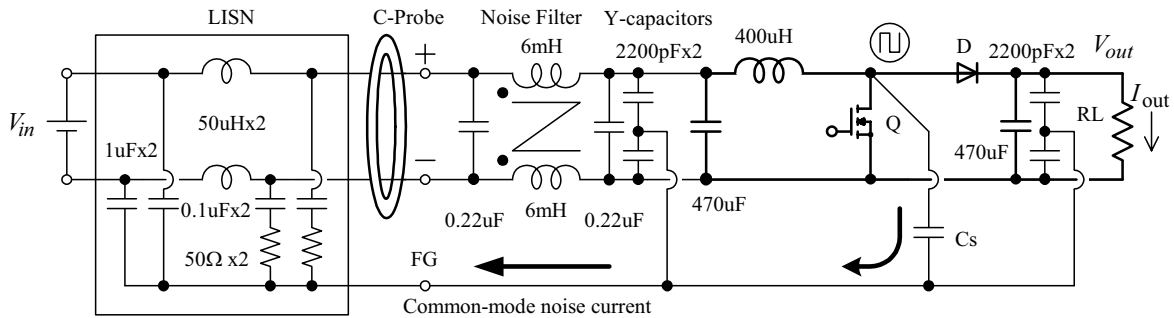 LISN
C-Probe
Noise Filter
Y-capacitors
6mH
2200pFx2
400uH
D
2200pFx2
Vout
+
Vin
50uHx2
Q
RL
Iout
1uFx2
−
470uF
0.1uFx2
0.22uF
6mH
0.22uF
470uF
50Ω x2
FG
Cs
Common-mode noise current